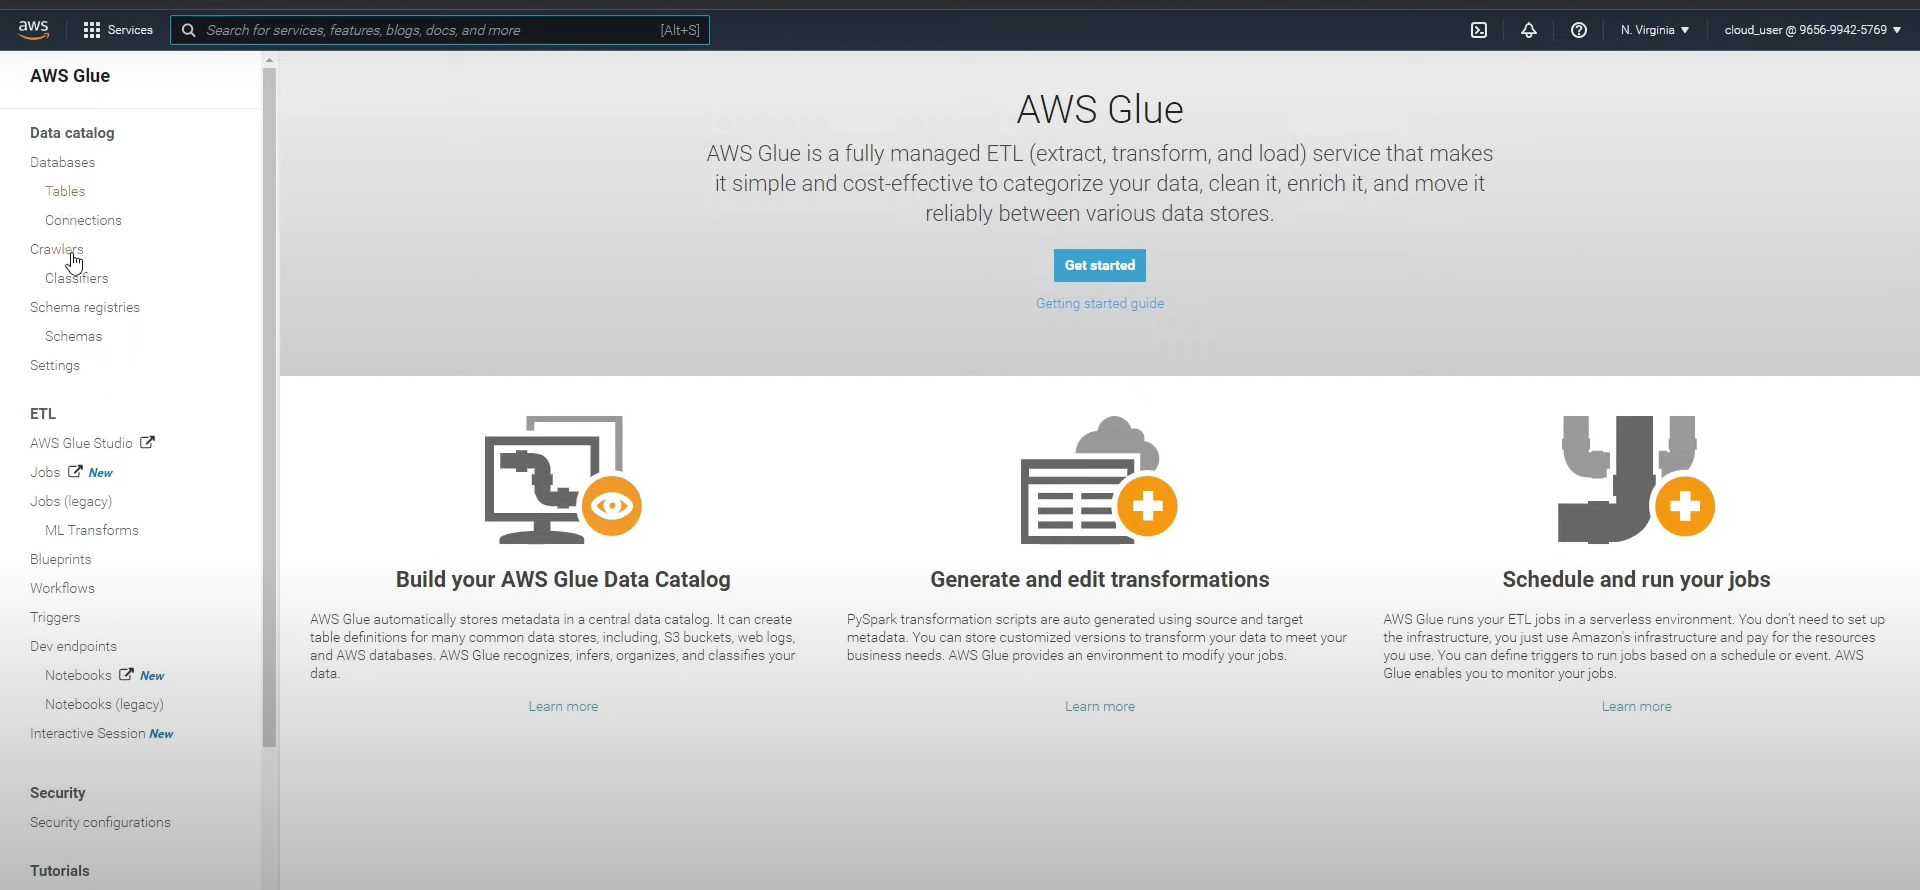 aws
Services
Search for services, features, blogs, docs, and more
[Alt+S]
N. Virginia
cloud_user @ 9656-9942-5769
AWS Glue
Data catalog
Databases
Tables
Connections
Crawlers
Classifiers
Schema registries
Schemas
Settings
ETL
AWS Glue Studio
Jobs New
Jobs (legacy)
ML Transforms
Blueprints
Workflows
Triggers
Dev endpoints
Notebooks New
Notebooks (legacy)
Interactive Session New
Security
Security configurations
Tutorials
AWS Glue
AWS Glue is a fully managed ETL (extract, transform, and load) service that makes
it simple and cost-effective to categorize your data, clean it, enrich it, and move it
reliably between various data stores.
Get started
Getting started guide
Build your AWS Glue Data Catalog
AWS Glue automatically stores metadata in a central data catalog. It can create
table definitions for many common data stores, including, S3 buckets, web logs,
and AWS databases. AWS Glue recognizes, infers, organizes, and classifies your
data.
Learn more
Generate and edit transformations
PySpark transformation scripts are auto generated using source and target
metadata. You can store customized versions to transform your data to meet your
business needs. AWS Glue provides an environment to modify your jobs.
Learn more
Schedule and run your jobs
AWS Glue runs your ETL jobs in a serverless environment. You don't need to set up
the infrastructure, you just use Amazon's infrastructure and pay for the resources
you use. You can define triggers to run jobs based on a schedule or event. AWS
Glue enables you to monitor your jobs.
Learn more